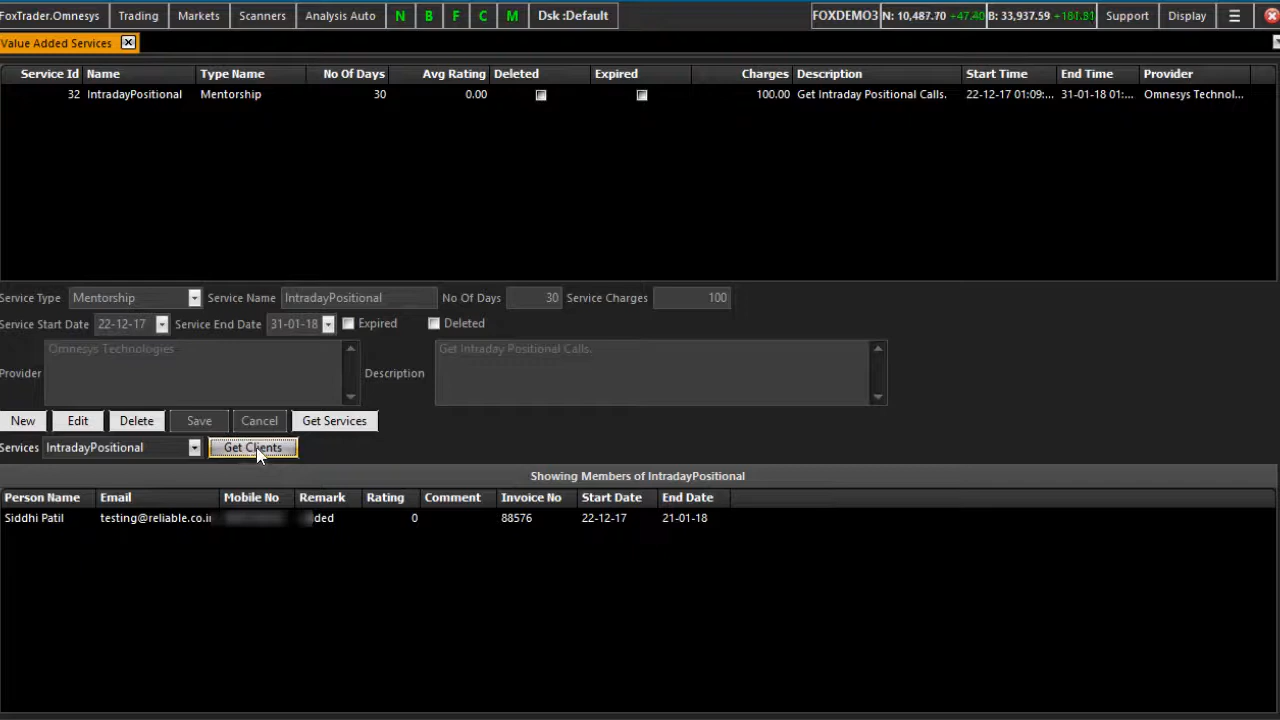 FoxTrader.Omnesys Trading Markets Scanners Analysis Auto N B F C M Dsk :Default FOXDEMO3 N: 10,487.70 +47.40 B: 33,937.59 +181.31 Support Display
Value Added Services
Service Id Name Type Name No Of Days Avg Rating Deleted Expired Charges Description Start Time End Time Provider
32 IntradayPositional Mentorship 30 0.00 100.00 Get Intraday Positional Calls. 22-12-17 01:09:... 31-01-18 01:... Omnesys Technol...
Service Type Mentorship Service Name IntradayPositional No Of Days 30 Service Charges 100
Service Start Date 22-12-17 Service End Date 31-01-18 Expired Deleted
Omnesys Technologies Get Intraday Positional Calls.
Provider Description
New Edit Delete Save Cancel Get Services
Services IntradayPositional Get Clients
Showing Members of IntradayPositional
Person Name Email Mobile No Remark Rating Comment Invoice No Start Date End Date
Siddhi Patil testing@reliable.co.in ded 0 88576 22-12-17 21-01-18